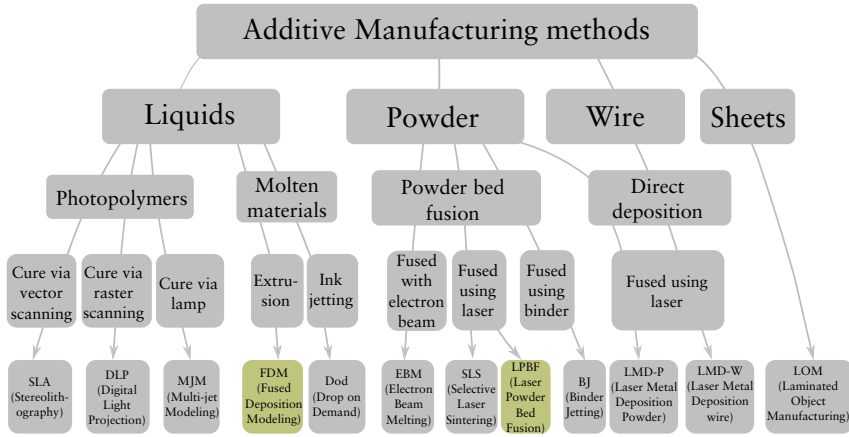 Additive Manufacturing methods
Liquids
Powder
Wire
Sheets
Photopolymers
Molten
materials
Powder bed
fusion
Direct
deposition
Cure via
vector
scanning
Cure via
raster
scanning
Cure via
lamp
Extru-
sion
Ink
jetting
Fused
with
electron
beam
Fused
using
laser
Fused
using
binder
Fused using
laser
SLA
(Stereolith-
ography)
DLP
(Digital
Light
Projection)
MJM
(Multi-jet
Modeling)
FDM
(Fused
Deposition
Modeling)
Dod
(Drop on
Demand)
EBM
(Electron
Beam
Melting)
SLS
(Selective
Laser
Sintering)
LPBF
(Laser
Powder
Bed
Fusion)
BJ
(Binder
Jetting)
LMD-P
(Laser Metal
Deposition
Powder)
LMD-W
(Laser Metal
Deposition
wire)
LOM
(Laminated
Object
Manufacturing)